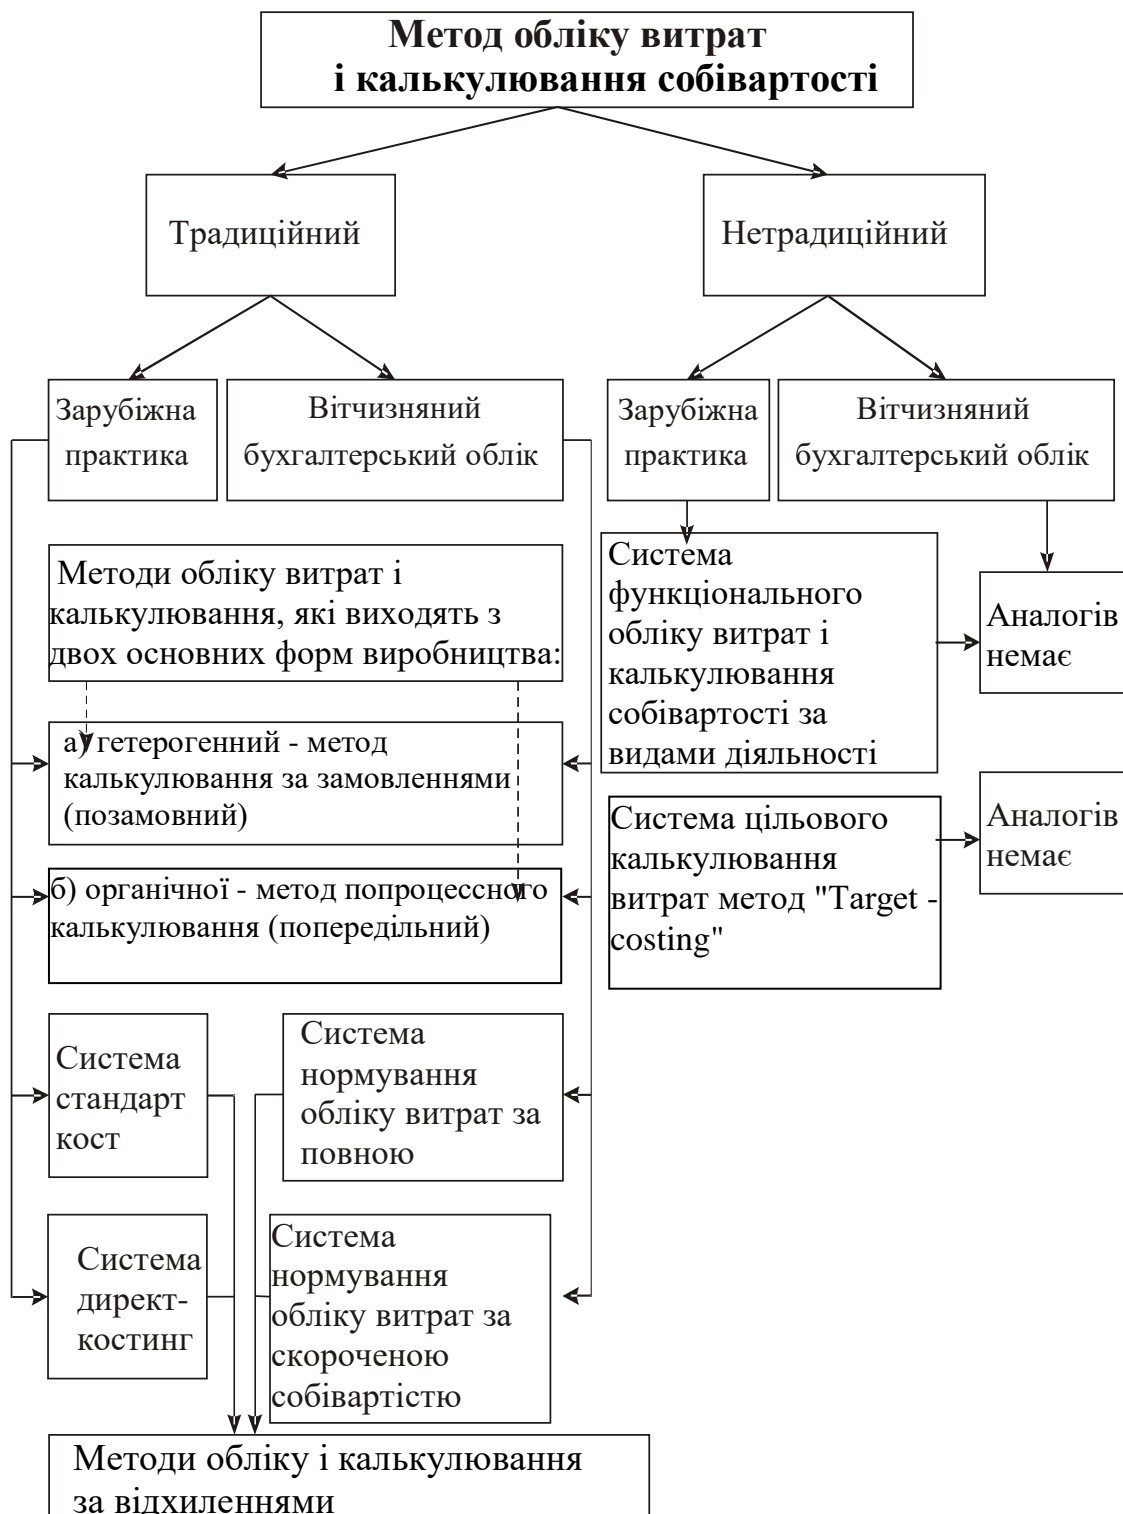 Метод обліку витрат
і калькулювання собівартості
Традиційний
Нетрадиційний
Зарубіжна
практика
Вітчизняний
бухгалтерський облік
Зарубіжна
практика
Вітчизняний
бухгалтерський облік
Методи обліку витрат і
калькулювання, які виходять з
двох основних форм виробництва:
Система
функціонального
обліку витрат і
калькулювання
собівартості за
видами діяльності
Аналогів
немає
а) гетерогенний - метод
калькулювання за замовленнями
(позамовний)
б) органічної - метод попроцессного
калькулювання (попередільний)
Система цільового
калькулювання
витрат метод "Target -
costing"
Аналогів
немає
Система
стандарт
кост
Система
нормування
обліку витрат за
повною
Система
директ-
костинг
Система
нормування
обліку витрат за
скороченою
собівартістю
Методи обліку і калькулювання
за відхиленнями